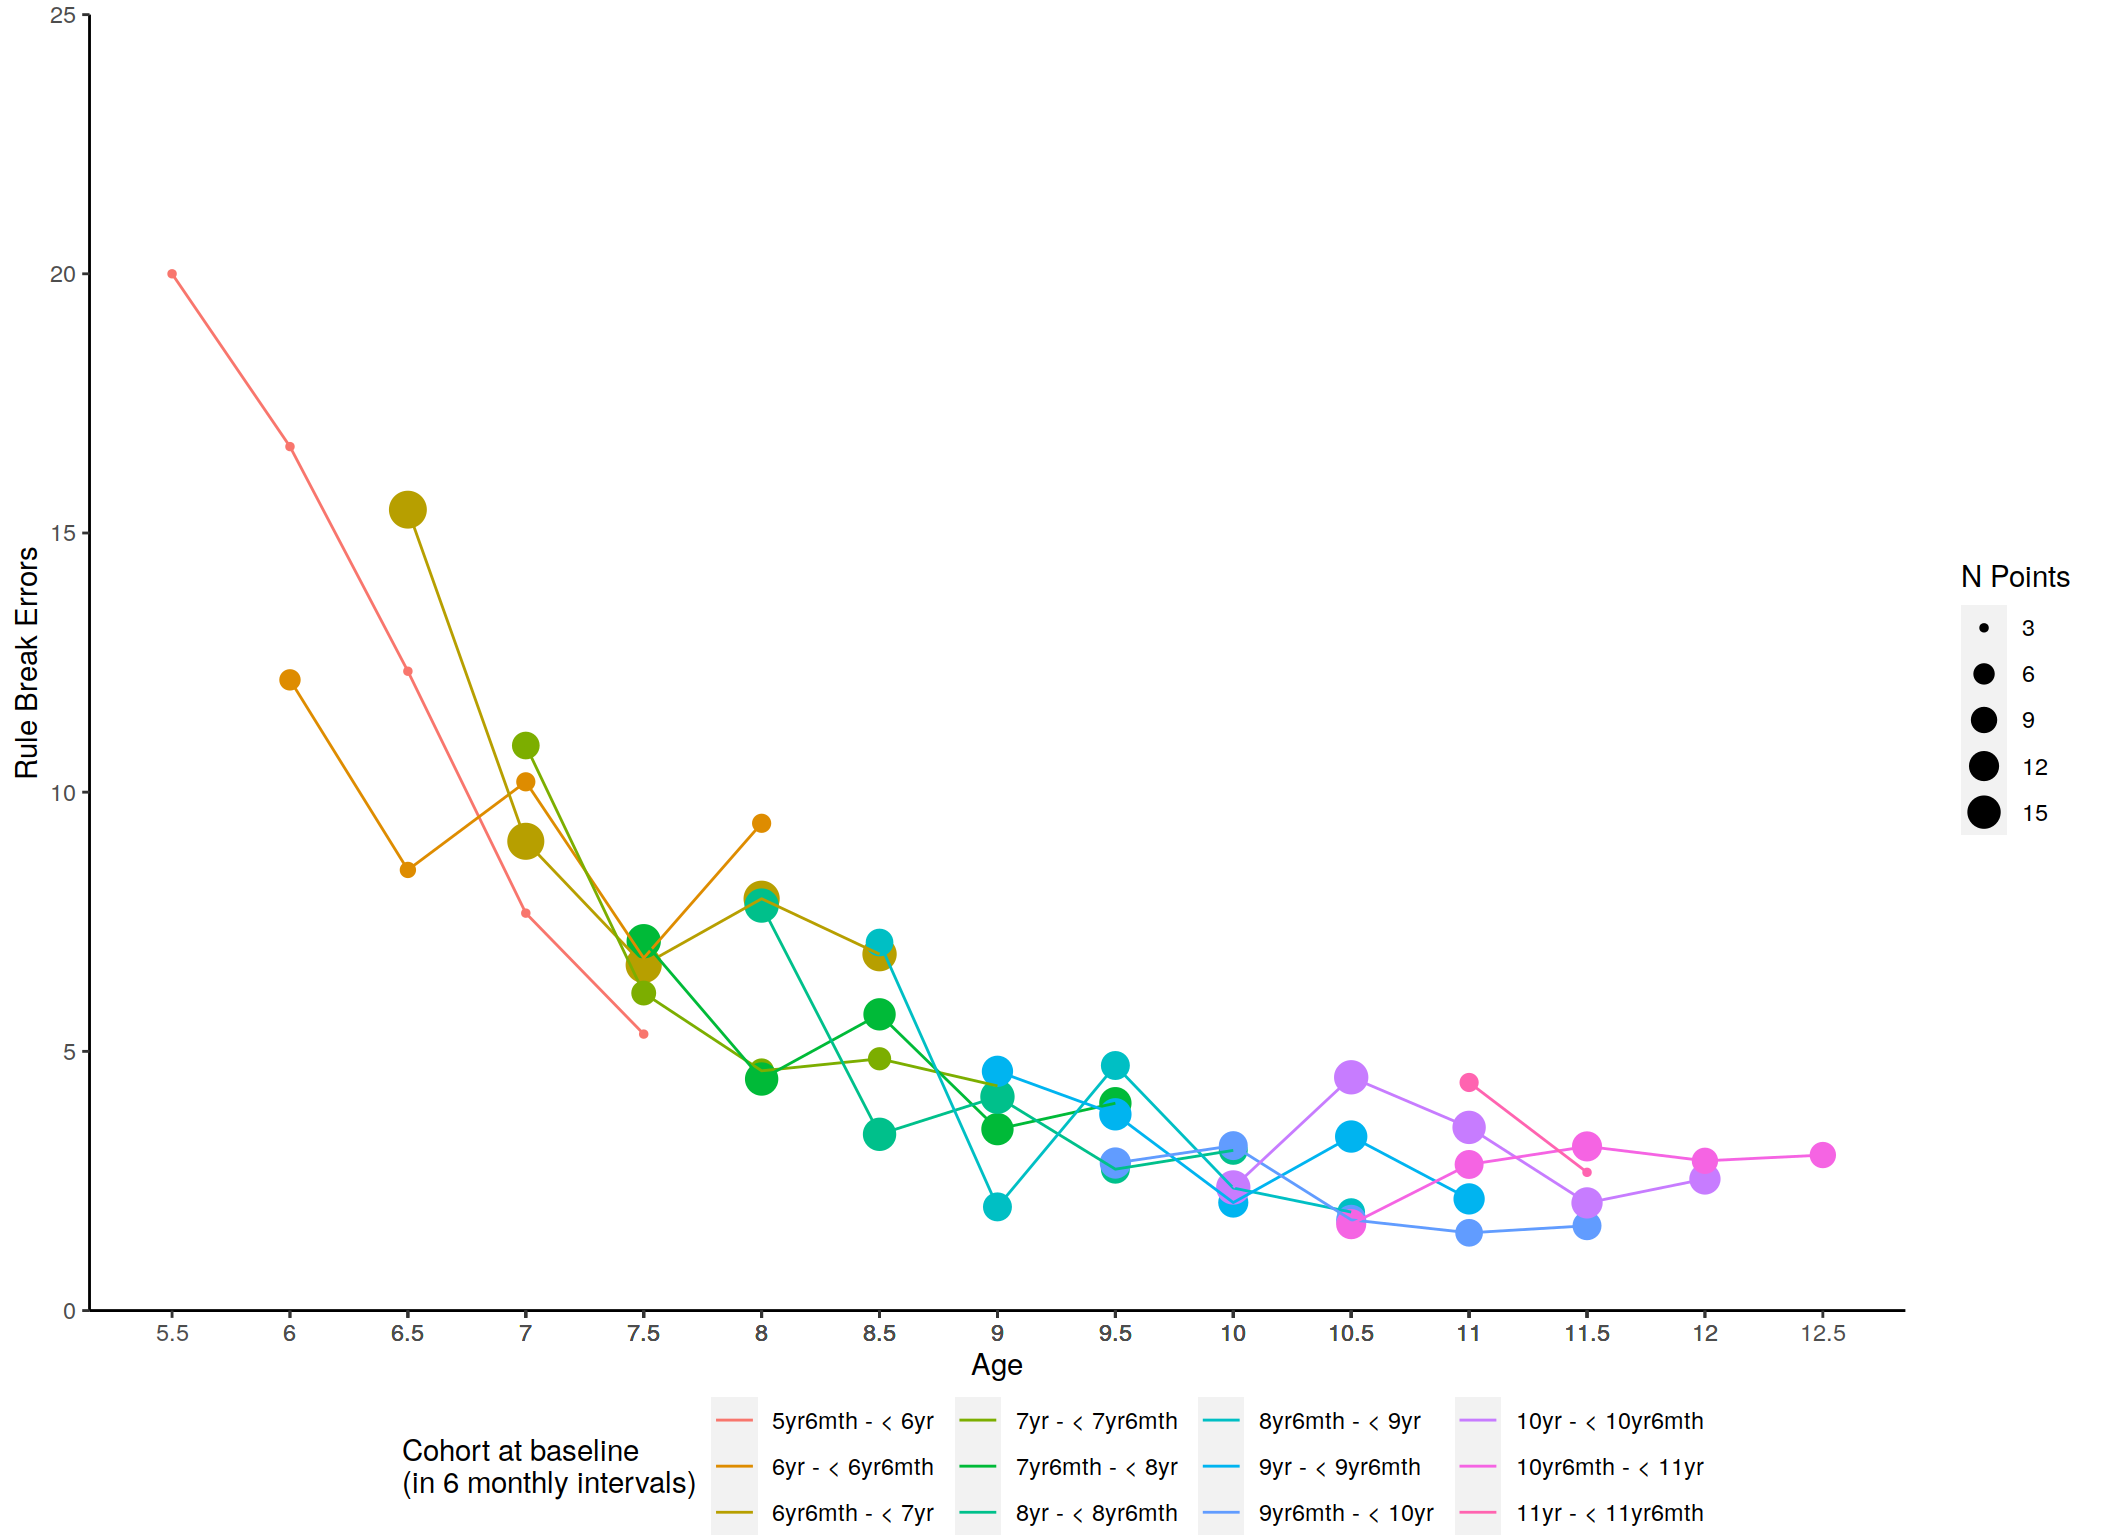 25
20
15
10
5
0
Rule Break Errors
5.5 6 6.5 7 7.5 8 8.5 9 9.5 10 10.5 11 11.5 12 12.5
Age
N Points
3
6
9
12
15
Cohort at baseline
(in 6 monthly intervals)
5yr6mth - < 6yr
6yr - < 6yr6mth
6yr6mth - < 7yr
7yr - < 7yr6mth
7yr6mth - < 8yr
8yr - < 8yr6mth
8yr6mth - < 9yr
9yr - < 9yr6mth
9yr6mth - < 10yr
10yr - < 10yr6mth
10yr6mth - < 11yr
11yr - < 11yr6mth